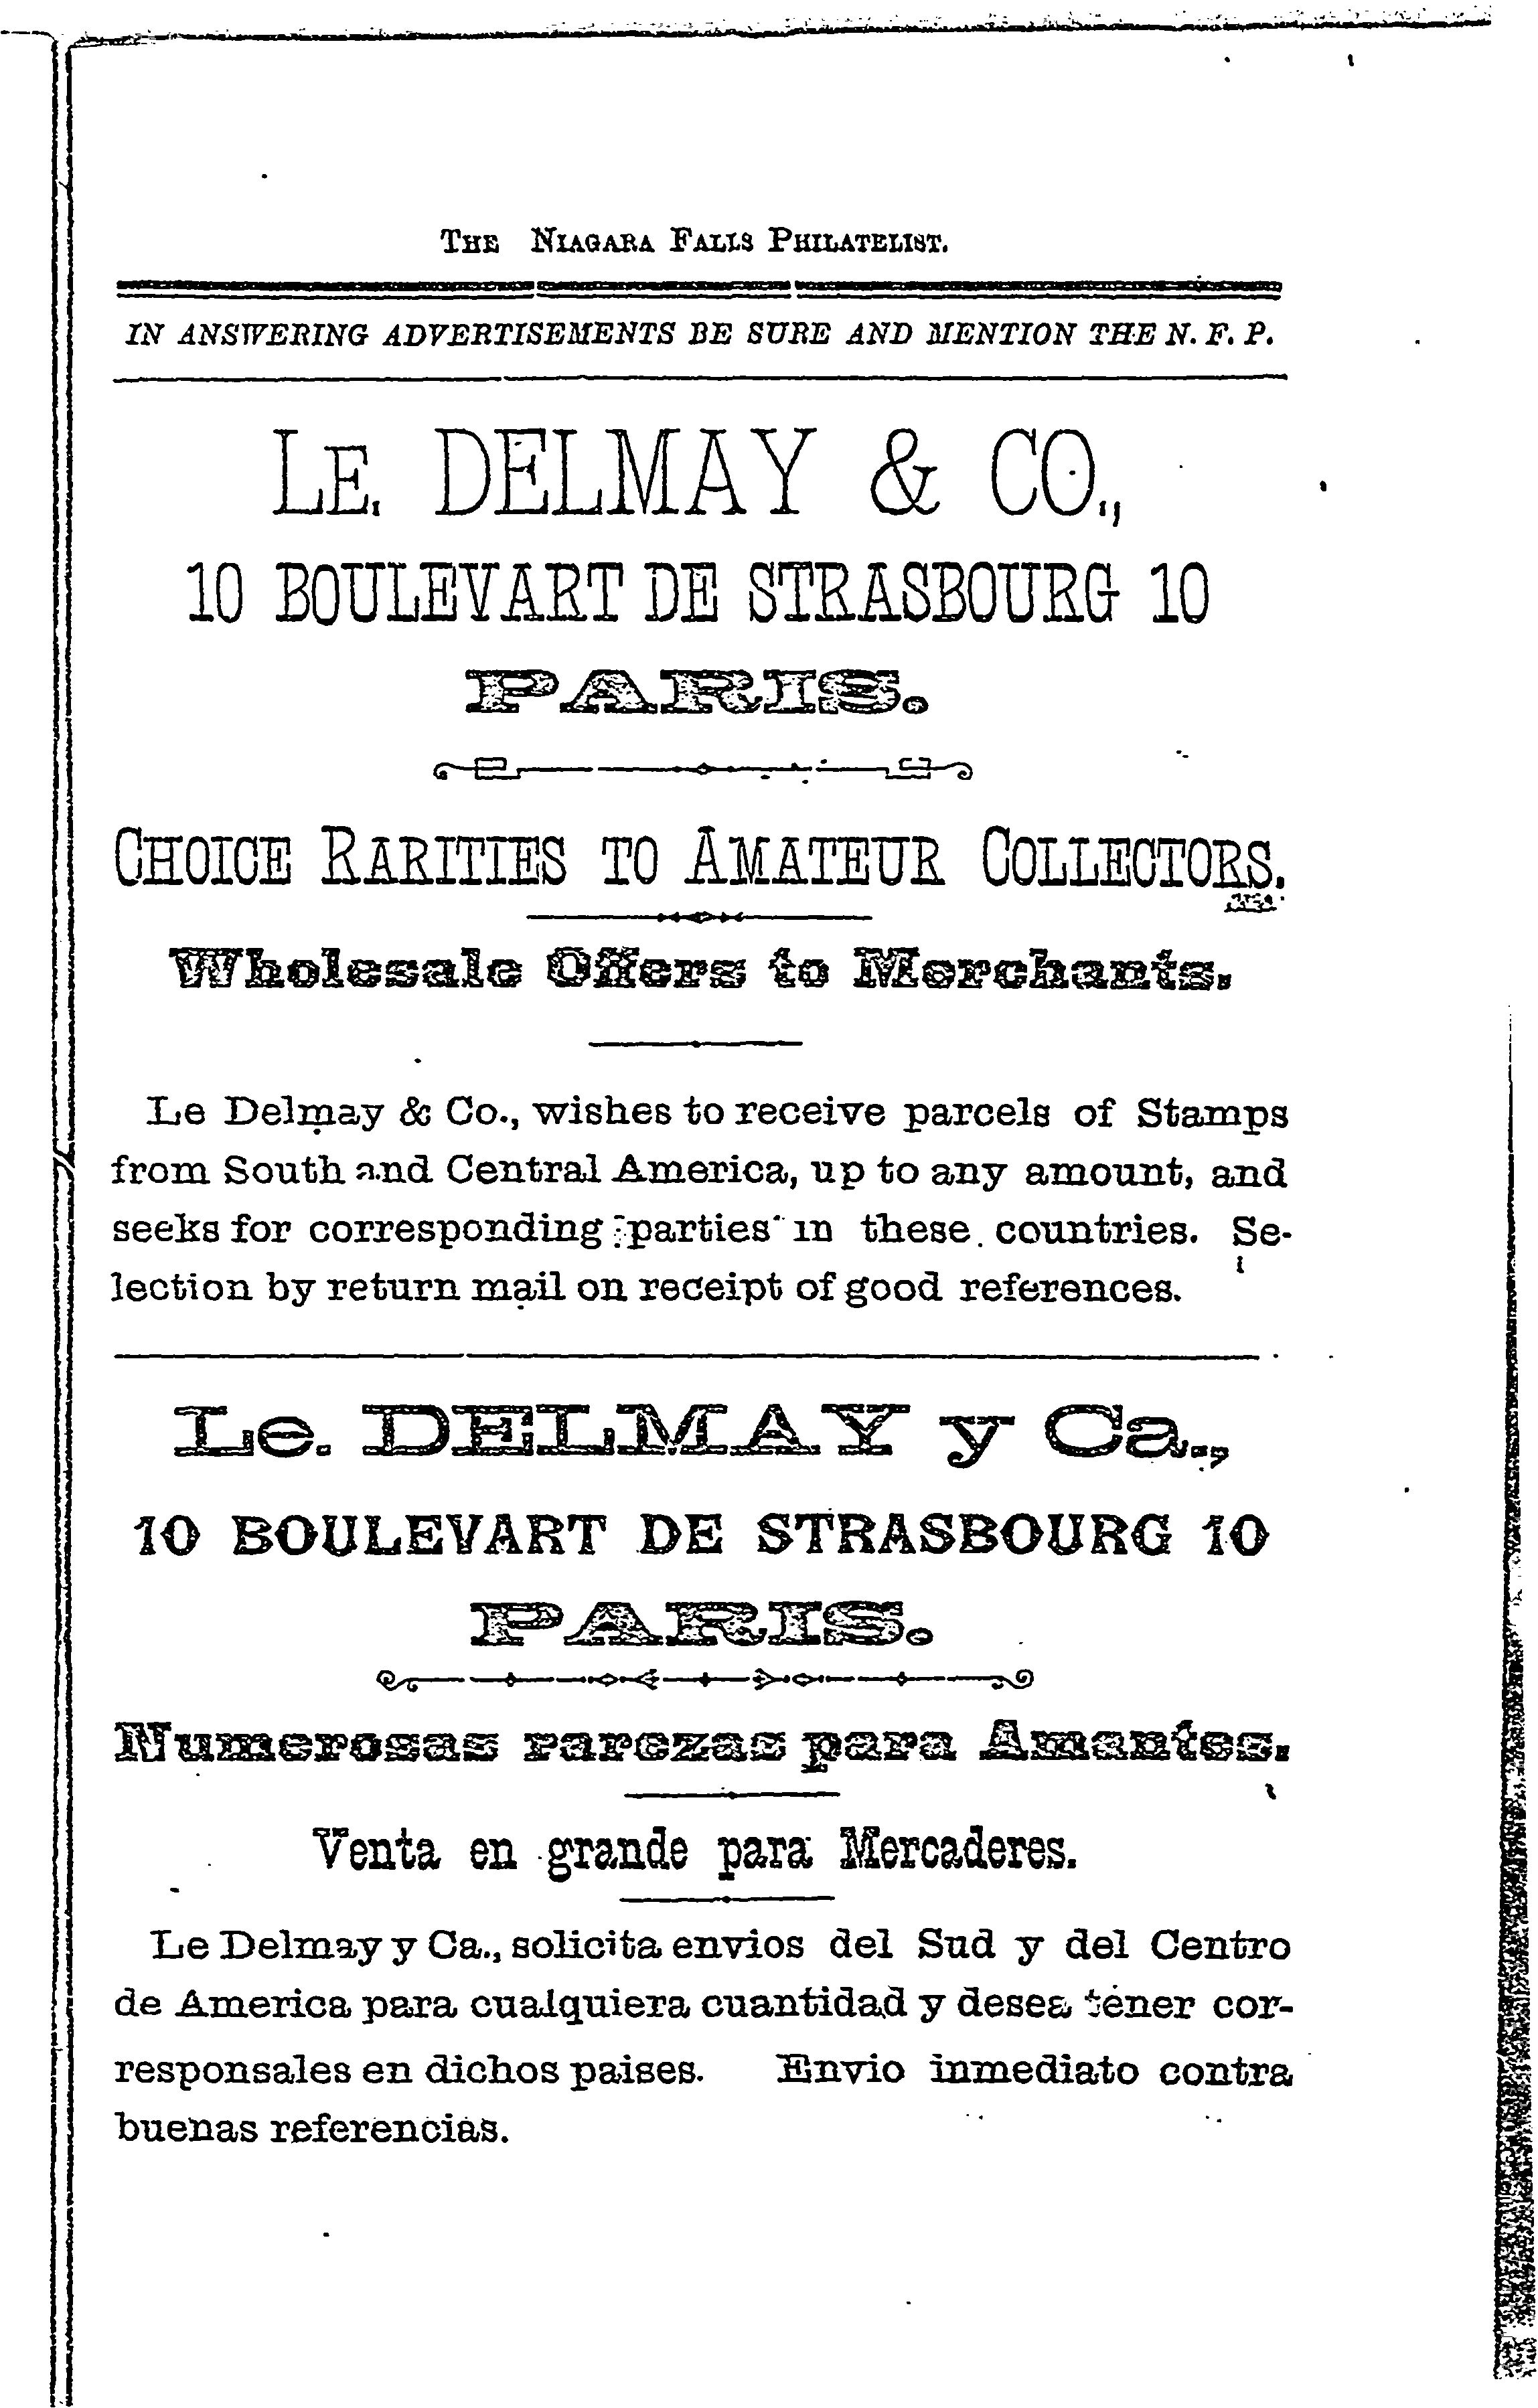 THE NIAGARA FALLS PHILATELIST.
IN ANSWERING ADVERTISEMENTS BE SURE AND MENTION THE N. F. P.
LE. DELMAY & CO.,
10 BOULEVART DE STRASBOURG 10
PARIS.
CHOICE RARITIES TO AMATEUR COLLECTORS.
Wholesale Offers to Merchants.
Le Delmay & Co., wishes to receive parcels of Stamps
from South and Central America, up to any amount, and
seeks for corresponding parties in these countries. Se-
lection by return mail on receipt of good references.
Le. DELMAY y Ca.,
10 BOULEVART DE STRASBOURG 10
PARIS.
Numerosas rarezas para Amantes.
Venta en grande para Mercaderes.
Le Delmay y Ca., solicita envios del Sud y del Centro
de America para cualquiera cuantidad y desea tener cor-
responsales en dichos paises. Envio inmediato contra
buenas referencias.